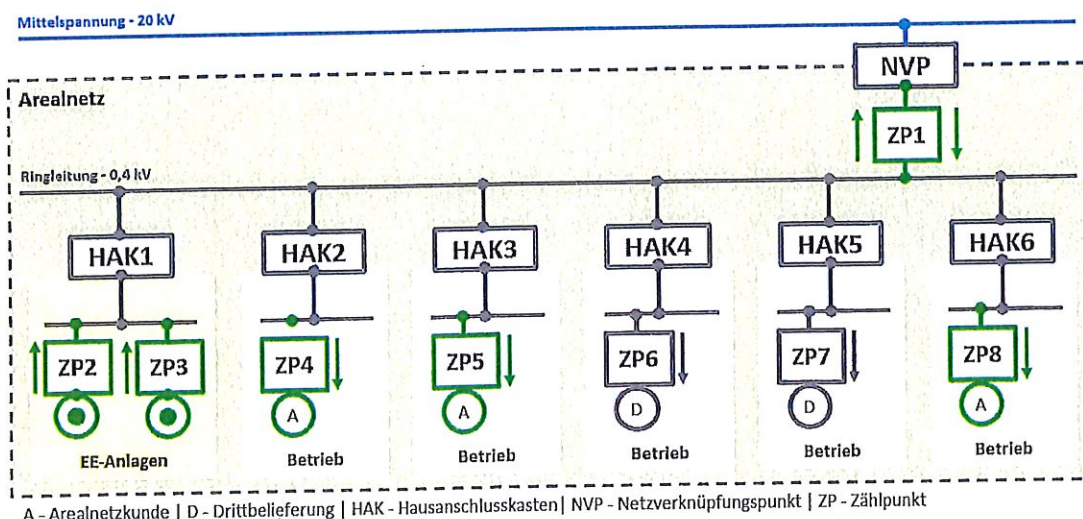 Mittelspannung - 20 kV
NVP
Arealnetz
ZP1
Ringleitung - 0,4 kV
HAK1 HAK2 HAK3 HAK4 HAK5 HAK6
ZP2 ZP3 ZP4 ZP5 ZP6 ZP7 ZP8
A A D D A
EE-Anlagen Betrieb Betrieb Betrieb Betrieb Betrieb
A - Arealnetzkunde | D - Drittbelieferung | HAK - Hausanschlusskasten | NVP - Netzverknüpfungspunkt | ZP - Zählpunkt